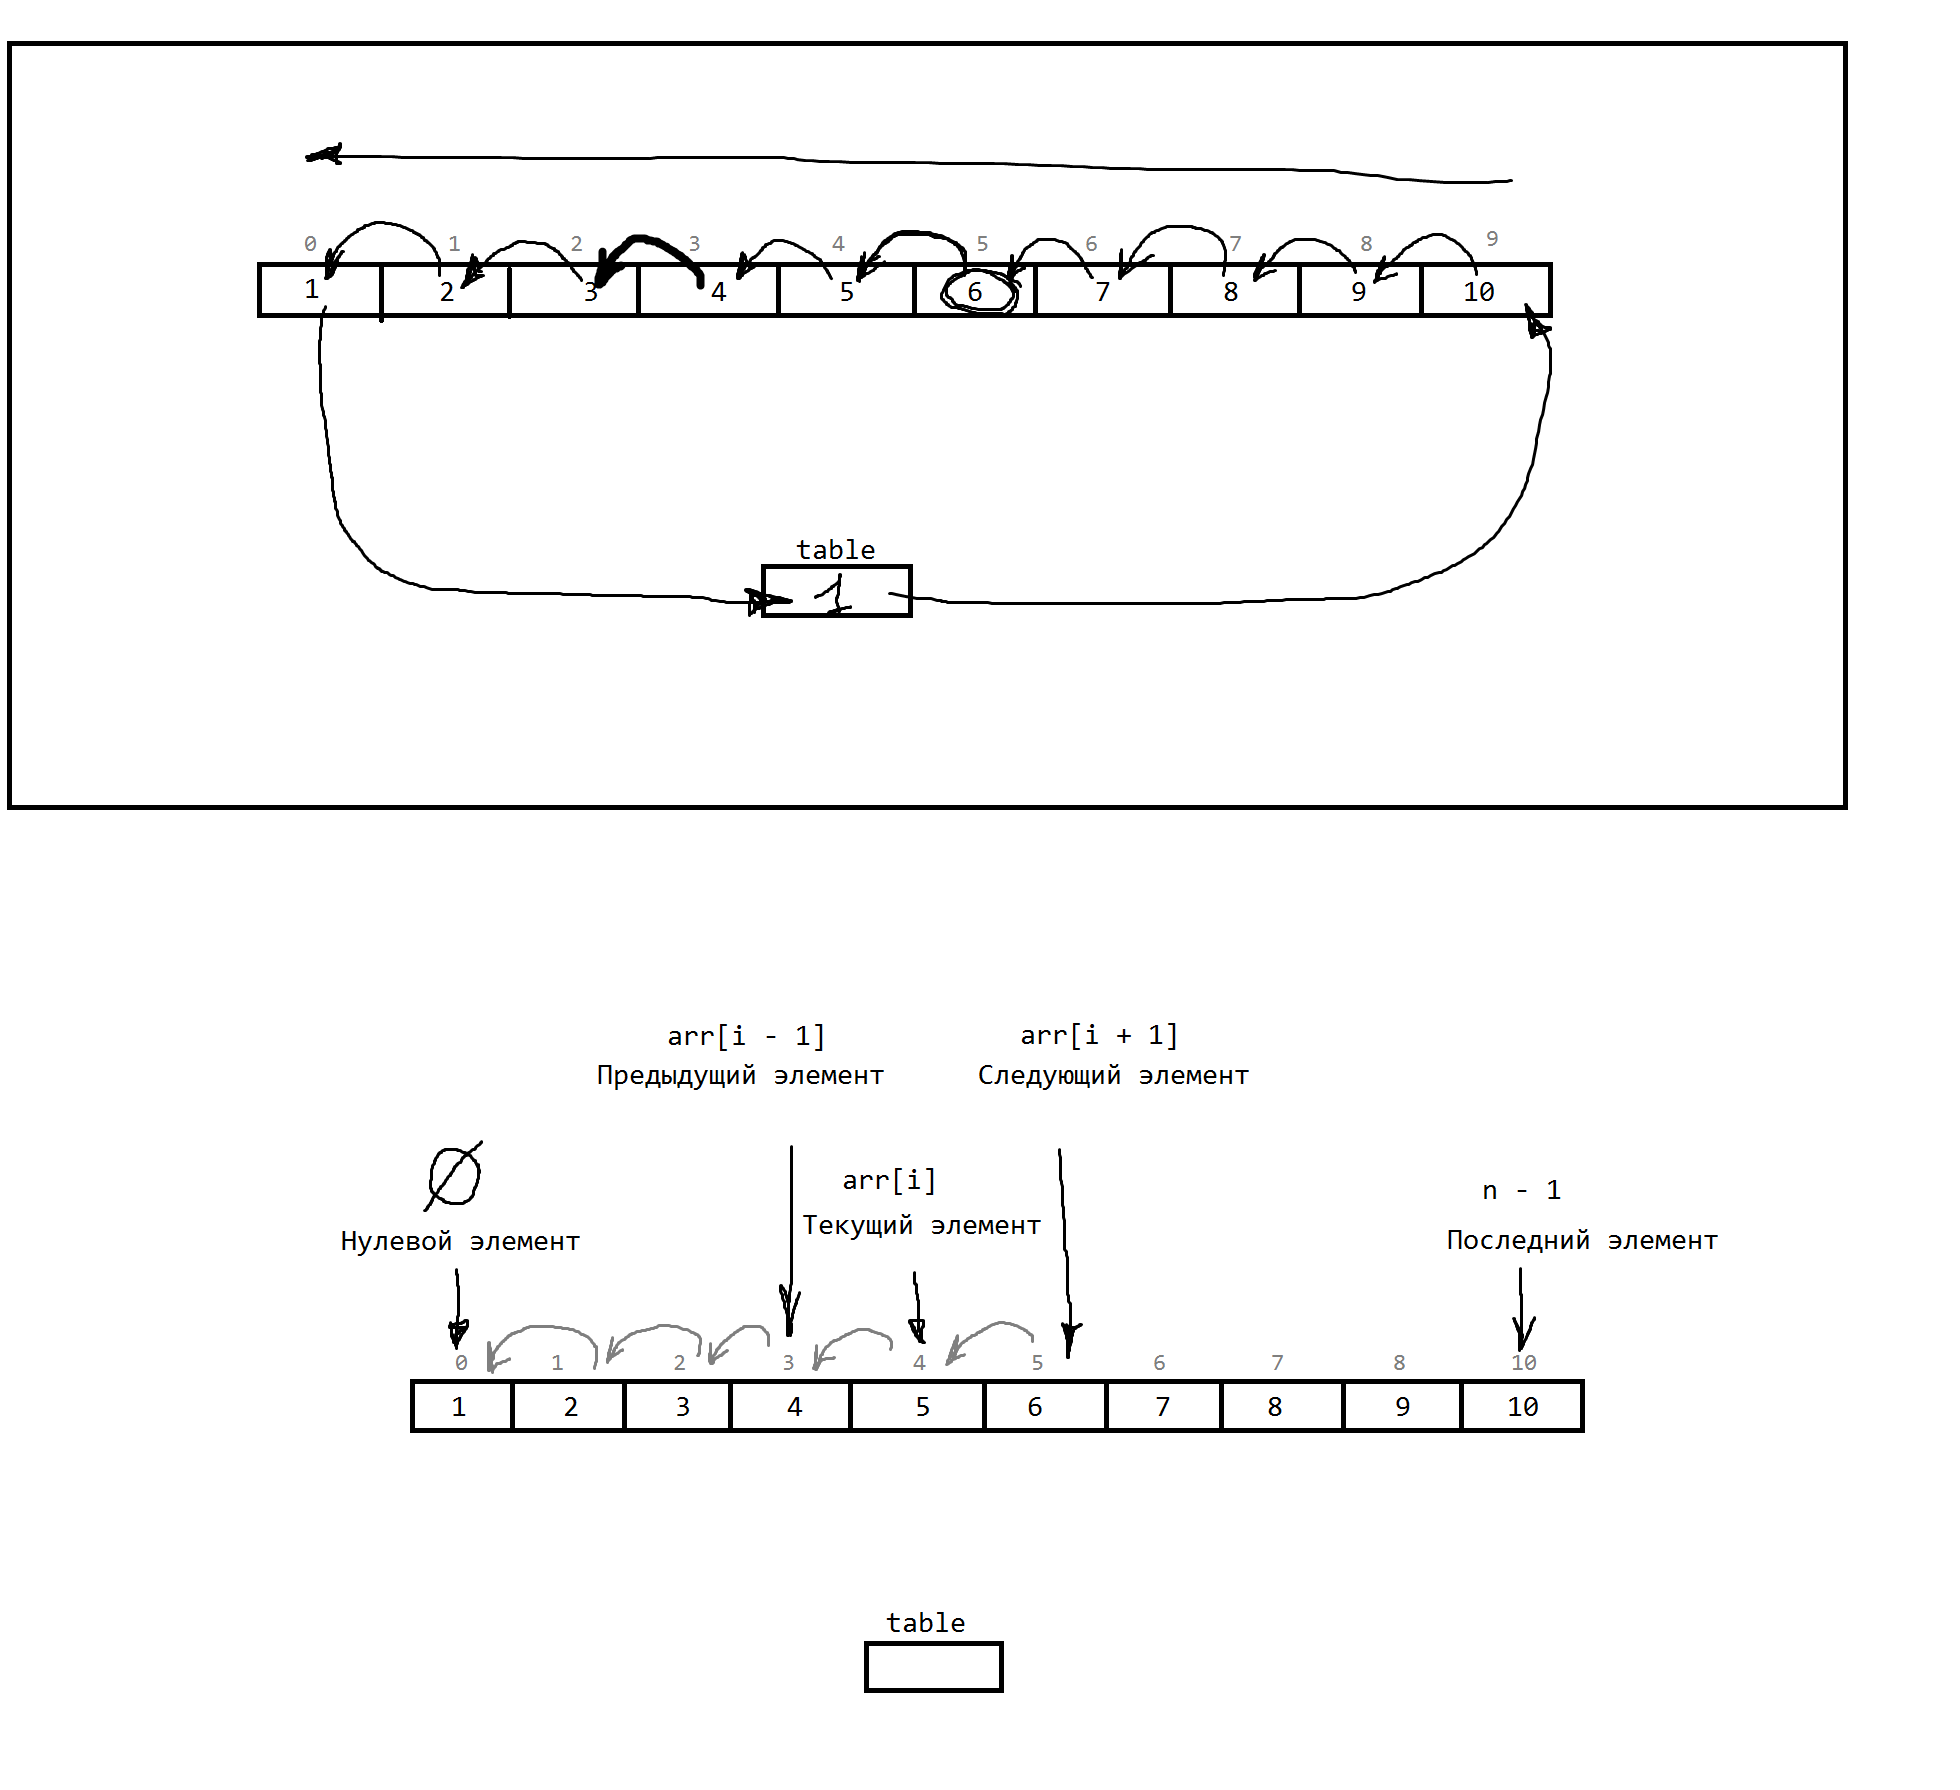 0 1 2 3 4 5 6 7 8 9
1 2 3 4 5 6 7 8 9 10
table
1
arr[i - 1] arr[i + 1]
Предыдущий элемент Следующий элемент
Ø
arr[i] n - 1
Нулевой элемент Текущий элемент Последний элемент
0 1 2 3 4 5 6 7 8 10
1 2 3 4 5 6 7 8 9 10
table